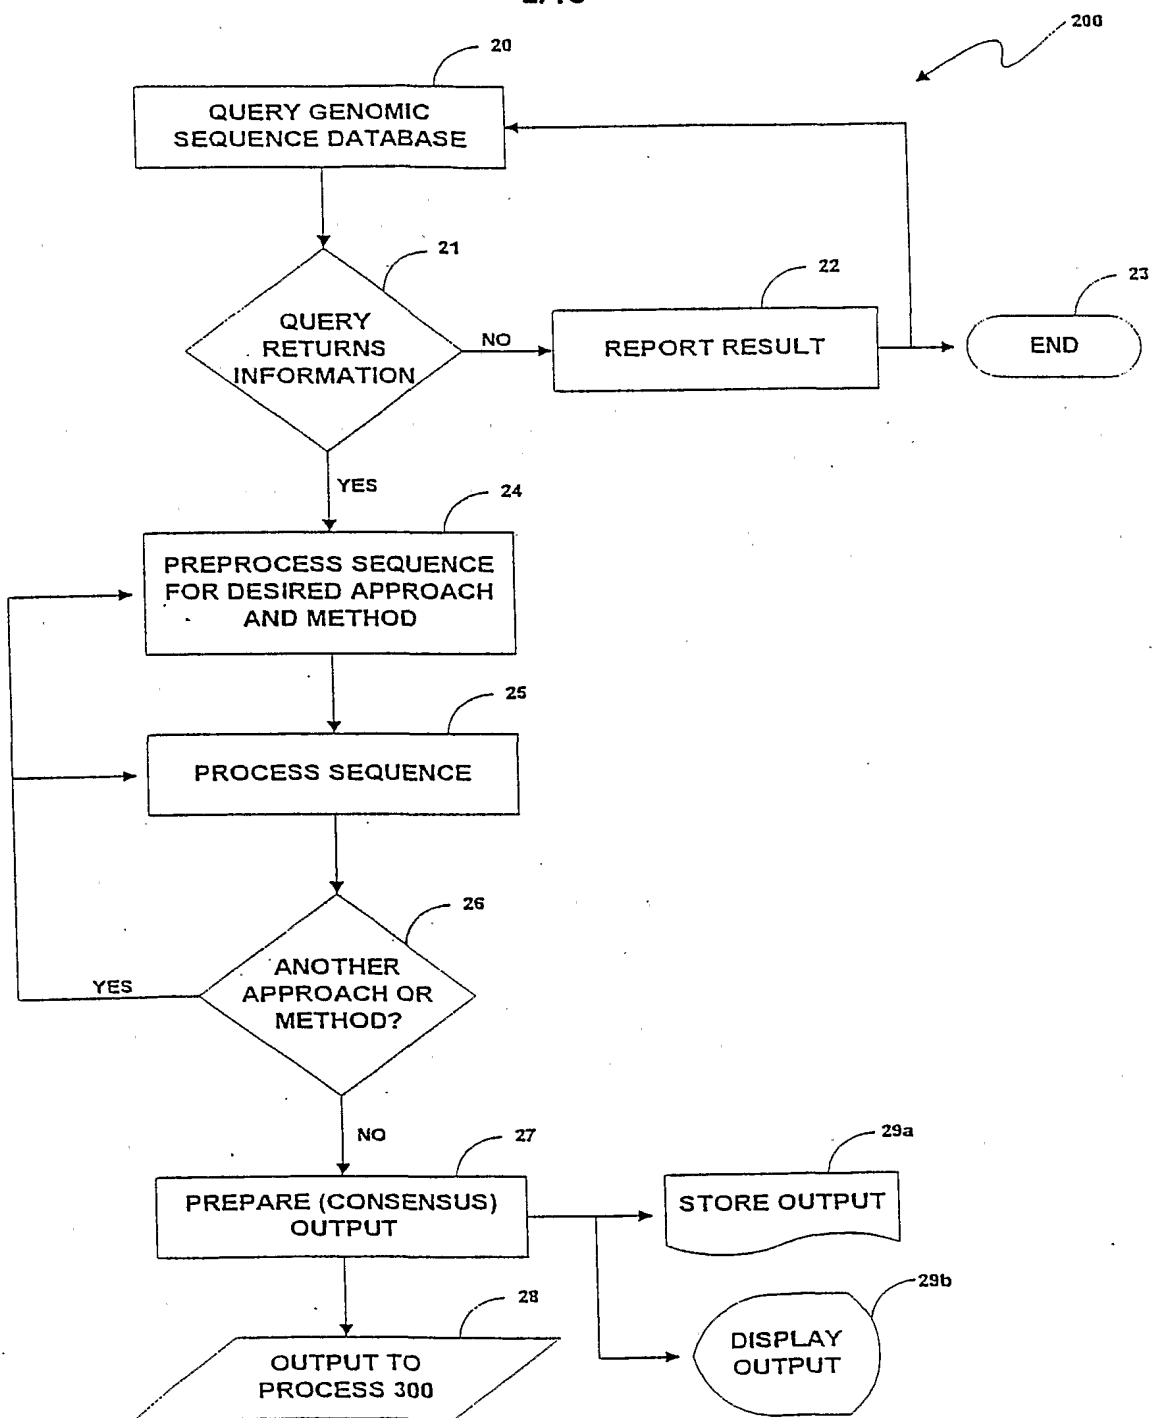 200
20
QUERY GENOMIC
SEQUENCE DATABASE
21
QUERY
RETURNS
INFORMATION
NO
22
REPORT RESULT
23
END
YES
24
PREPROCESS SEQUENCE
FOR DESIRED APPROACH
AND METHOD
25
PROCESS SEQUENCE
26
ANOTHER
APPROACH OR
METHOD?
YES
NO
27
PREPARE (CONSENSUS)
OUTPUT
29a
STORE OUTPUT
28
OUTPUT TO
PROCESS 300
29b
DISPLAY
OUTPUT